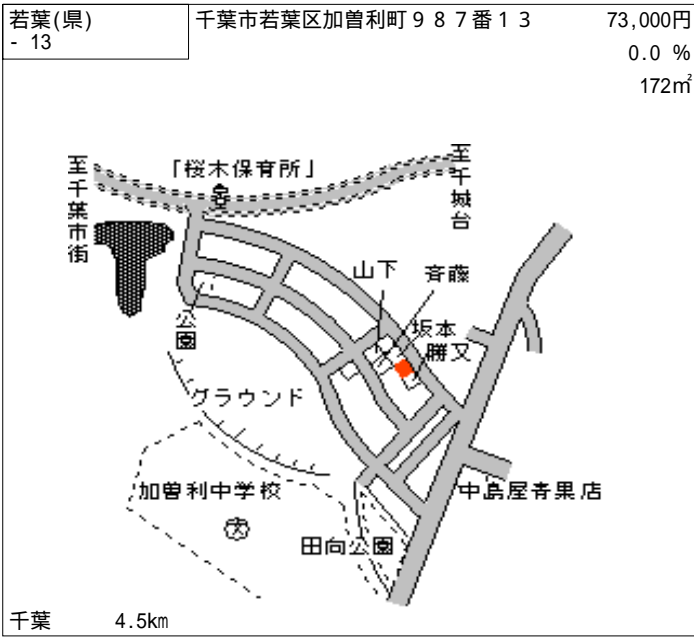 若葉(県)
- 13
千葉市若葉区加曽利町987番13
73,000円
0.0 %
172㎡
至千葉市街
「桜木保育所」
至千城台
山下
斉藤
坂本
勝又
公園
グラウンド
加曽利中学校
文
中島屋青果店
田向公園
千葉 4.5km